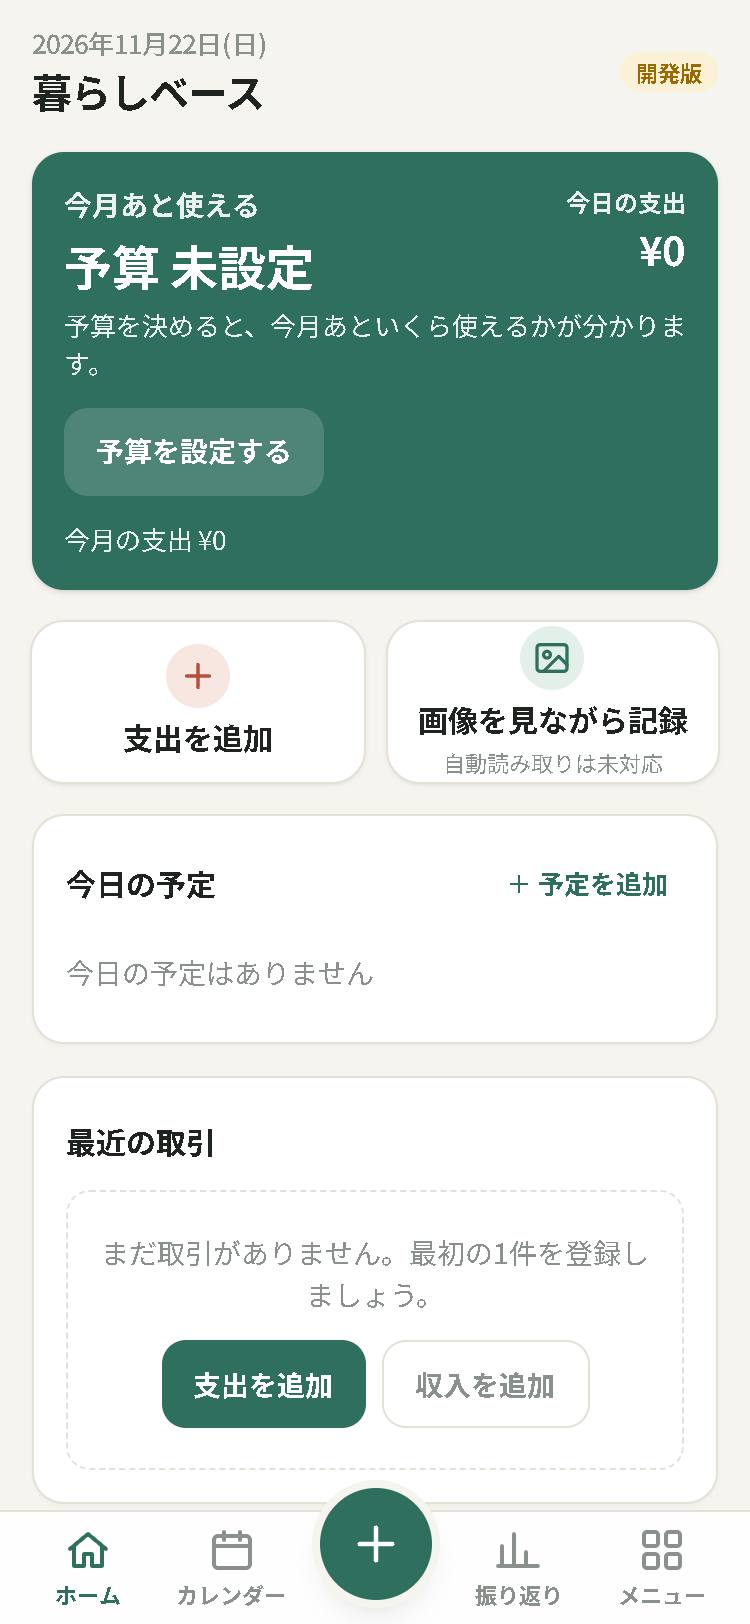 2026年11月22日(日)
暮らしベース
開発版
今月あと使える
今日の支出
予算 未設定
¥0
予算を決めると、今月あといくら使えるかが分かりま
す。
予算を設定する
今月の支出 ¥0
支出を追加
画像を見ながら記録
自動読み取りは未対応
今日の予定
＋ 予定を追加
今日の予定はありません
最近の取引
まだ取引がありません。最初の1件を登録し
ましょう。
支出を追加
収入を追加
ホーム
カレンダー
振り返り
メニュー